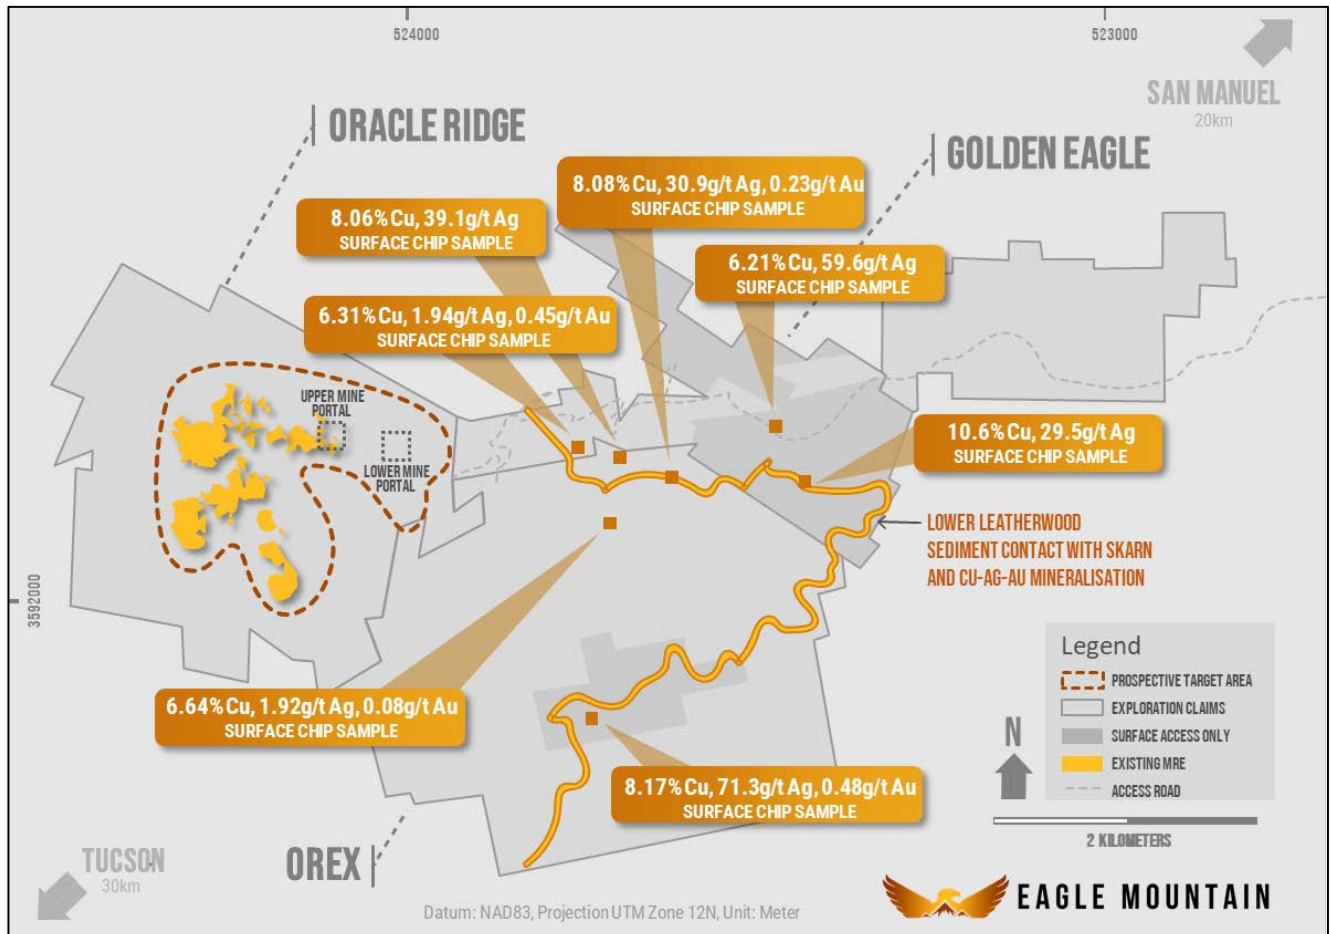 524000
523000
SAN MANUEL
20km
ORACLE RIDGE
GOLDEN EAGLE
8.08% Cu, 30.9g/t Ag, 0.23g/t Au
SURFACE CHIP SAMPLE
8.06% Cu, 39.1g/t Ag
SURFACE CHIP SAMPLE
6.21% Cu, 59.6g/t Ag
SURFACE CHIP SAMPLE
6.31% Cu, 1.94g/t Ag, 0.45g/t Au
SURFACE CHIP SAMPLE
UPPER MINE
PORTAL
LOWER MINE
PORTAL
10.6% Cu, 29.5g/t Ag
SURFACE CHIP SAMPLE
LOWER LEATHERWOOD
SEDIMENT CONTACT WITH SKARN
AND CU-AG-AU MINERALISATION
3592000
6.64% Cu, 1.92g/t Ag, 0.08g/t Au
SURFACE CHIP SAMPLE
8.17% Cu, 71.3g/t Ag, 0.48g/t Au
SURFACE CHIP SAMPLE
Legend
PROSPECTIVE TARGET AREA
EXPLORATION CLAIMS
SURFACE ACCESS ONLY
EXISTING MRE
ACCESS ROAD
N
2 KILOMETERS
TUCSON
30km
OREX
Datum: NAD83, Projection UTM Zone 12N, Unit: Meter
EAGLE MOUNTAIN